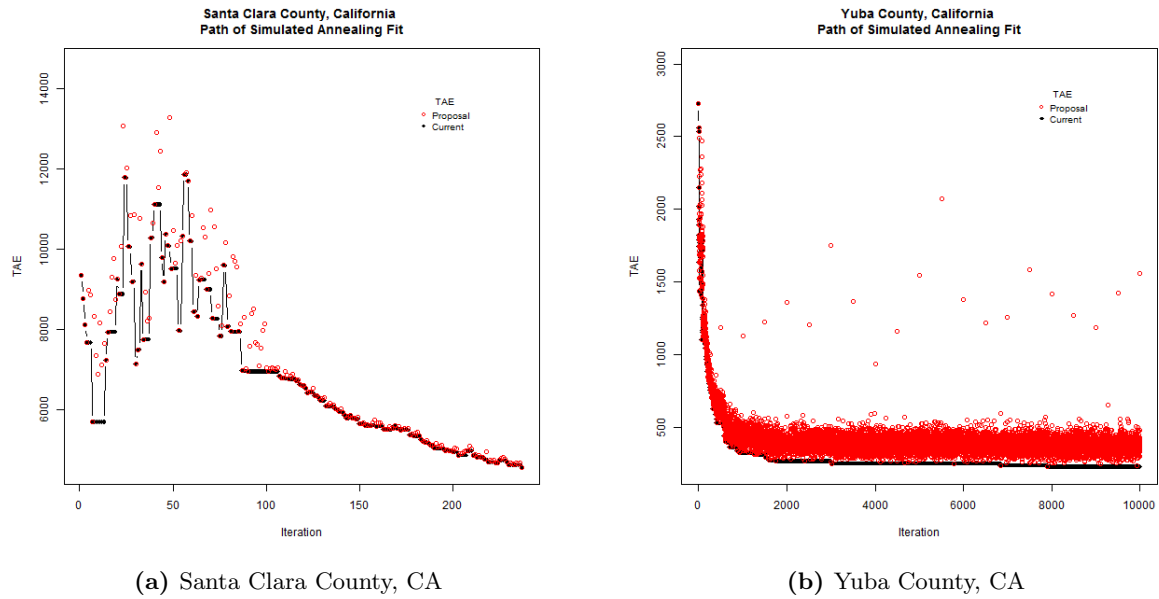 Santa Clara County, California
Path of Simulated Annealing Fit
TAE
14000
12000
10000
8000
6000
TAE
Proposal
Current
0
50
100
150
200
Iteration
(a) Santa Clara County, CA
Yuba County, California
Path of Simulated Annealing Fit
TAE
3000
2500
2000
1500
1000
500
TAE
Proposal
Current
0
2000
4000
6000
8000
10000
Iteration
(b) Yuba County, CA